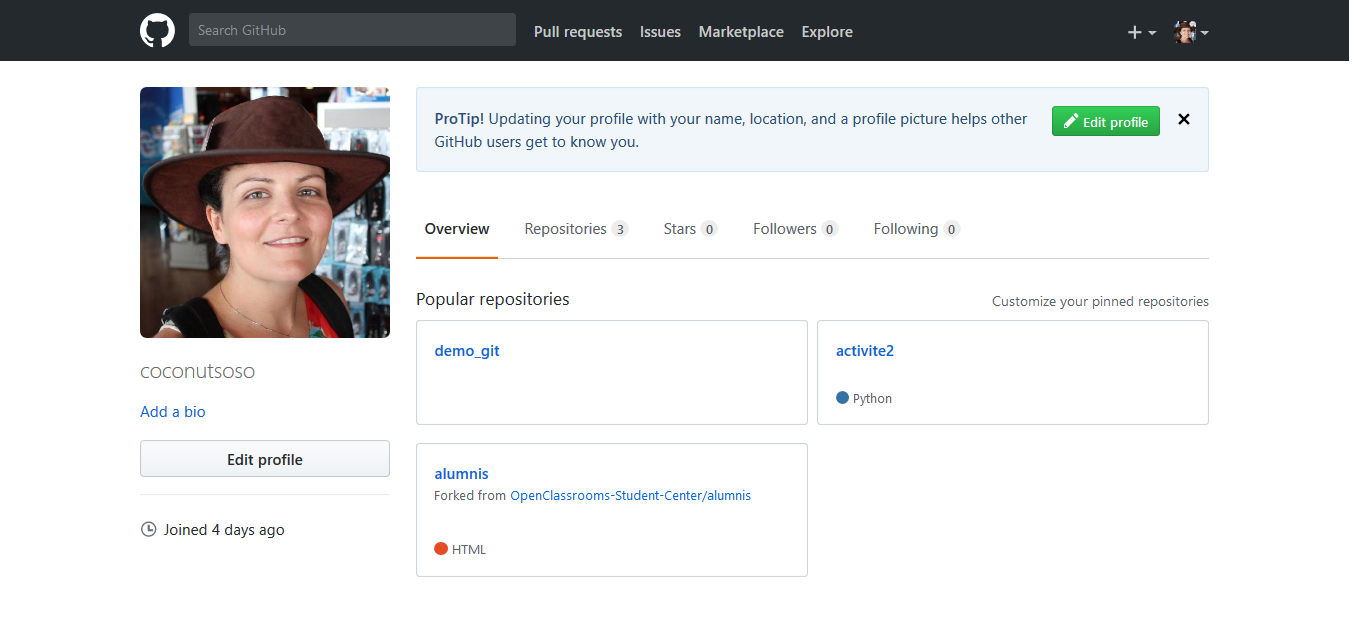 Search GitHub
Pull requests Issues Marketplace Explore
ProTip! Updating your profile with your name, location, and a profile picture helps other
GitHub users get to know you.
Edit profile
Overview Repositories 3 Stars 0 Followers 0 Following 0
coconutsoso
Add a bio
Edit profile
Joined 4 days ago
Popular repositories
Customize your pinned repositories
demo_git
activite2
Python
alumnis
Forked from OpenClassrooms-Student-Center/alumnis
HTML